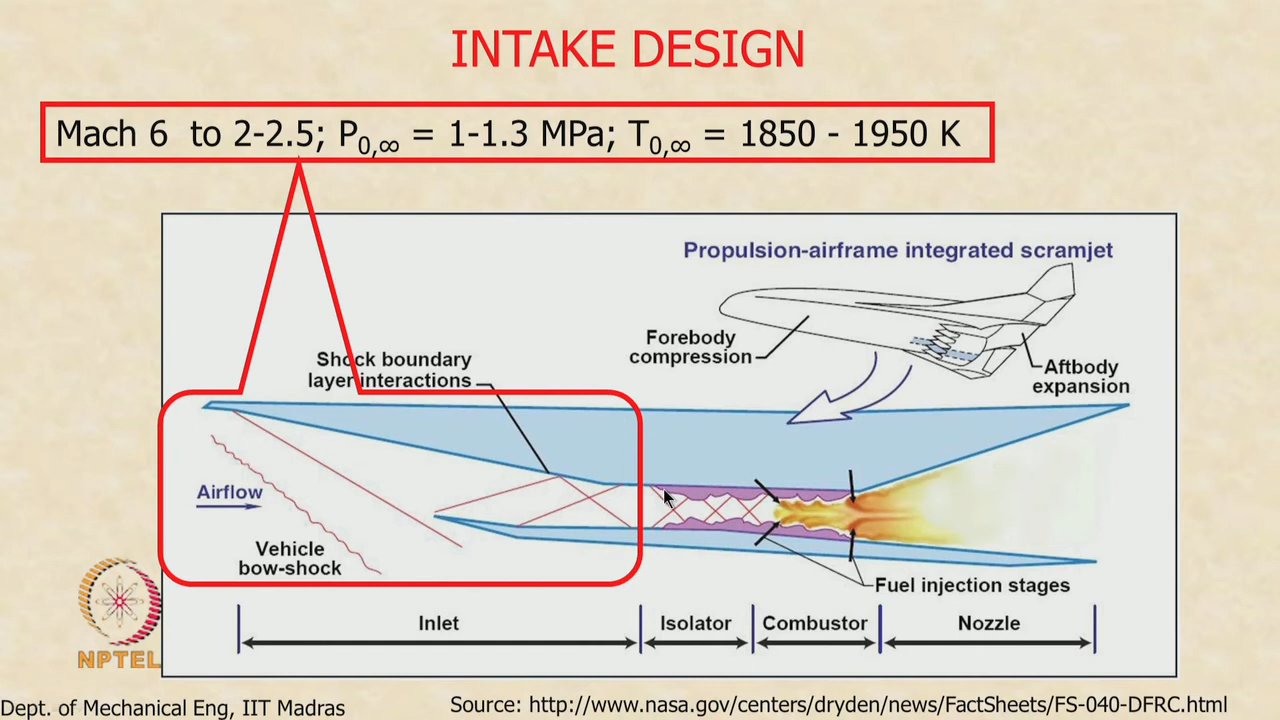 INTAKE DESIGN
Mach 6 to 2-2.5; P0,∞ = 1-1.3 MPa; T0,∞ = 1850 - 1950 K
Propulsion-airframe integrated scramjet
Forebody
compression
Aftbody
expansion
Shock boundary
layer interactions
Airflow
Vehicle
bow-shock
Fuel injection stages
Inlet
Isolator
Combustor
Nozzle
NPTEL
Dept. of Mechanical Eng, IIT Madras
Source: http://www.nasa.gov/centers/dryden/news/FactSheets/FS-040-DFRC.html